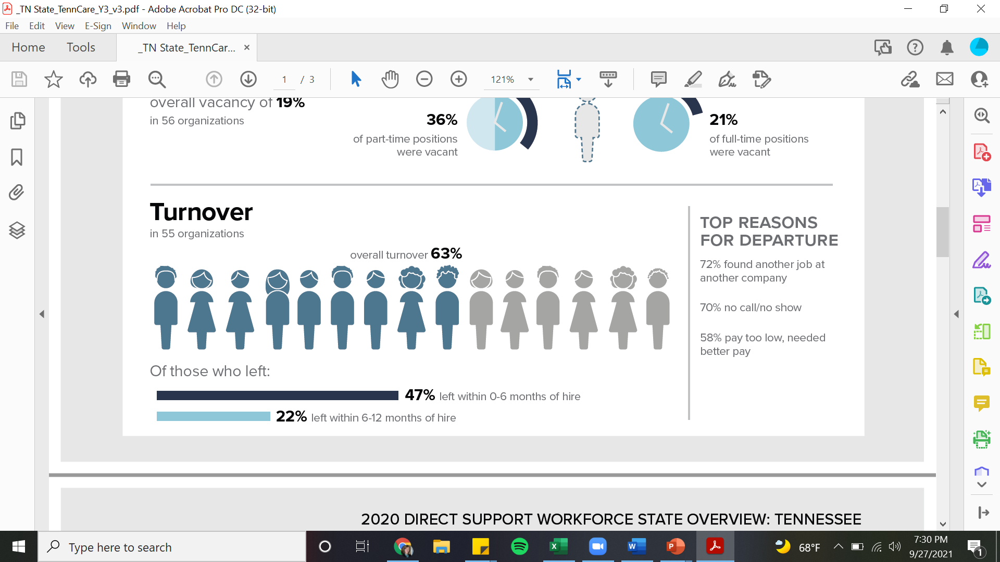 _TN State_TennCare_Y3_v3.pdf - Adobe Acrobat Pro DC (32-bit)
File Edit View E-Sign Window Help
Home Tools _TN State_TennCar... ×
1 / 3 121%
overall vacancy of 19%
in 56 organizations
36%
of part-time positions
were vacant
21%
of full-time positions
were vacant
Turnover
in 55 organizations
overall turnover 63%
Of those who left:
47% left within 0-6 months of hire
22% left within 6-12 months of hire
TOP REASONS
FOR DEPARTURE
72% found another job at
another company
70% no call/no show
58% pay too low, needed
better pay
2020 DIRECT SUPPORT WORKFORCE STATE OVERVIEW: TENNESSEE
Type here to search
68°F
7:30 PM
9/27/2021
1